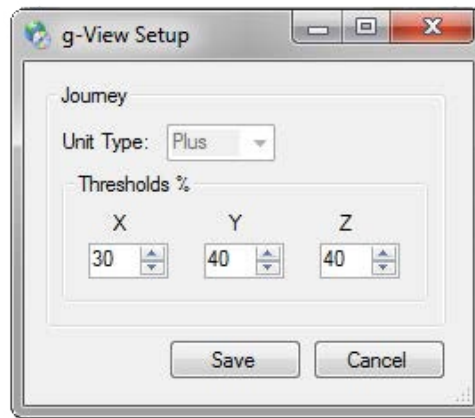 g-View Setup
Journey
Unit Type: Plus
Thresholds %
X Y Z
30 40 40
Save Cancel